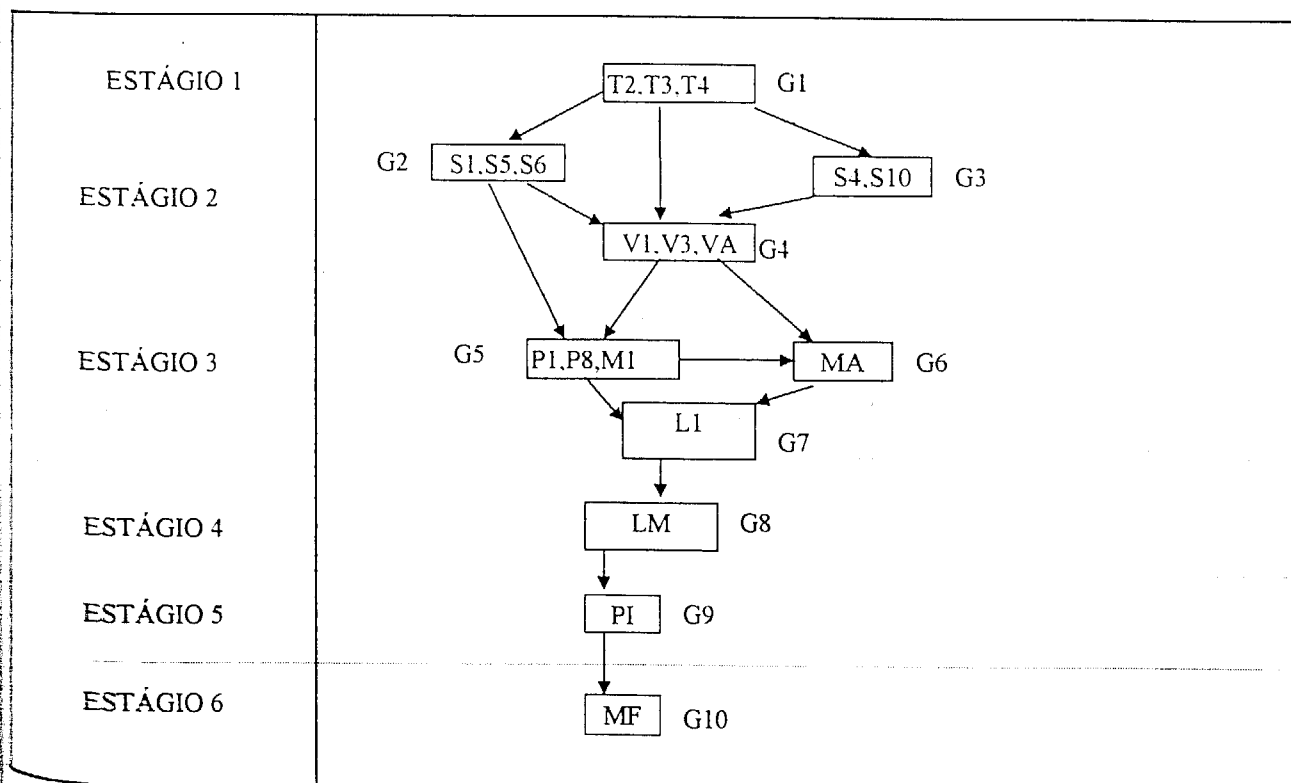 ESTÁGIO 1
T2,T3,T4 G1
G2 S1,S5,S6
S4,S10 G3
ESTÁGIO 2
V1,V3,VA G4
ESTÁGIO 3
G5 P1,P8,M1
MA G6
L1
G7
ESTÁGIO 4
LM G8
ESTÁGIO 5
PI G9
ESTÁGIO 6
MF G10